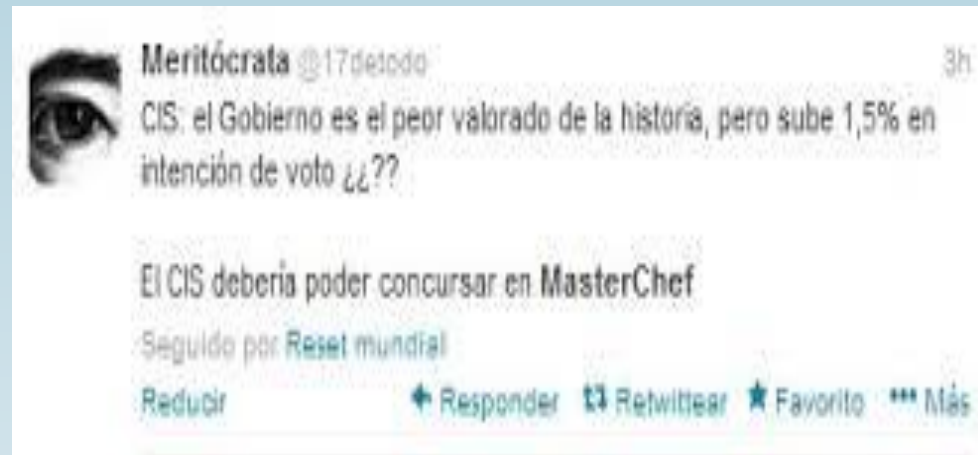 Meritócrata @17detodo 3h
CIS: el Gobierno es el peor valorado de la historia, pero sube 1,5% en
intención de voto ¿¿??
El CIS debería poder concursar en MasterChef
Seguido por Reset mundial
Reducir Responder Retwittear Favorito Más